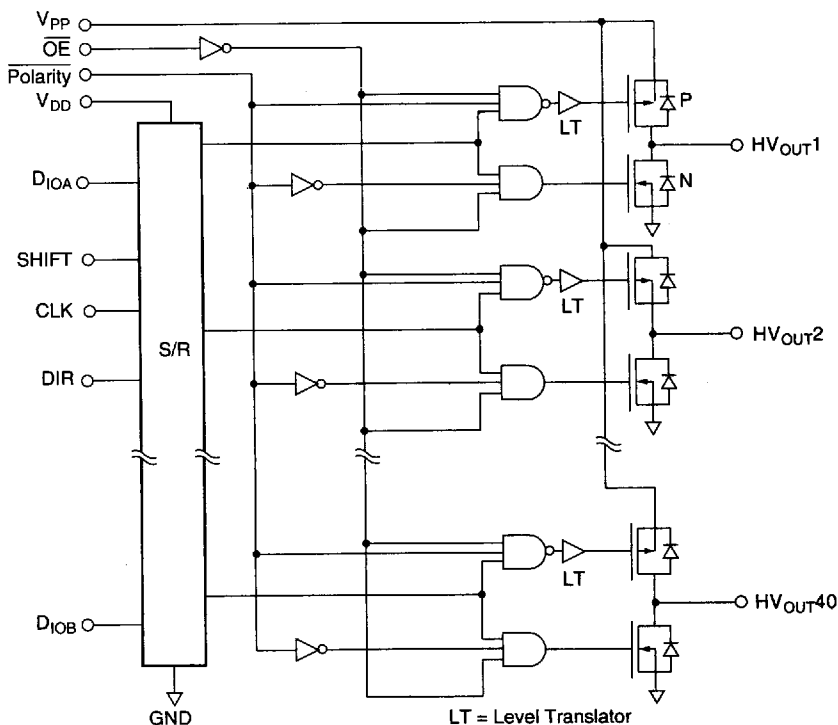 VPP
OE
Polarity
VDD
DIOA
SHIFT
CLK
DIR
DIOB
S/R
GND
LT
P
N
HVOUT1
LT
HVOUT2
LT
HVOUT40
LT = Level Translator